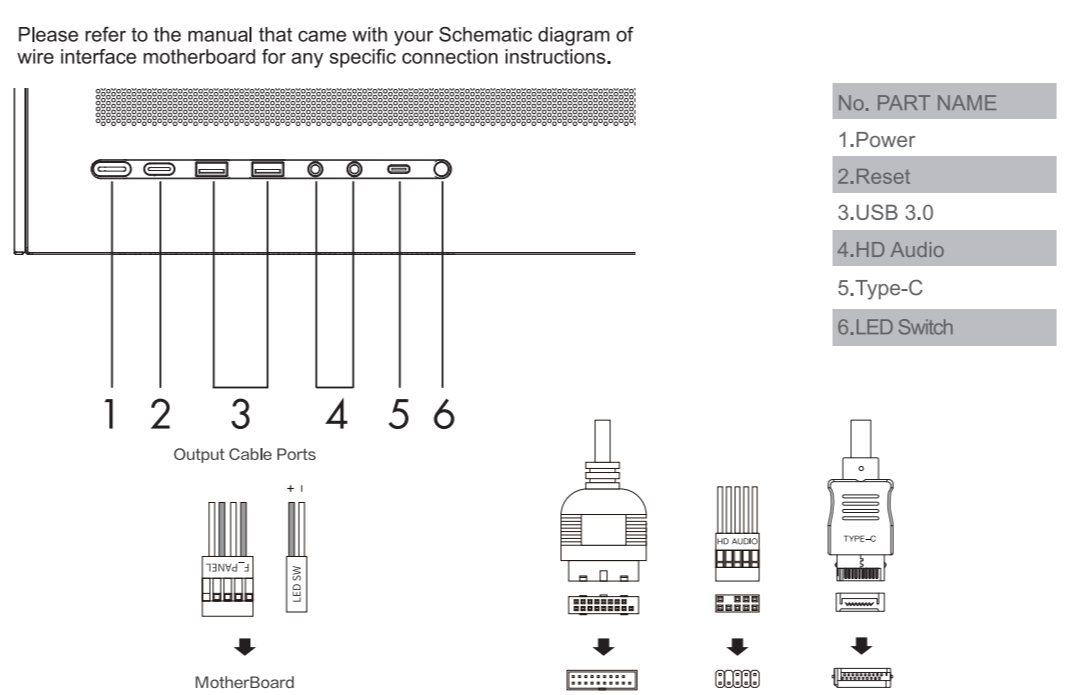 Please refer to the manual that came with your Schematic diagram of
wire interface motherboard for any specific connection instructions.
No. PART NAME
1.Power
2.Reset
3.USB 3.0
4.HD Audio
5.Type-C
6.LED Switch
1 2 3 4 5 6
Output Cable Ports
+ -
F_PANEL
LED SW
HD AUDIO
TYPE-C
MotherBoard